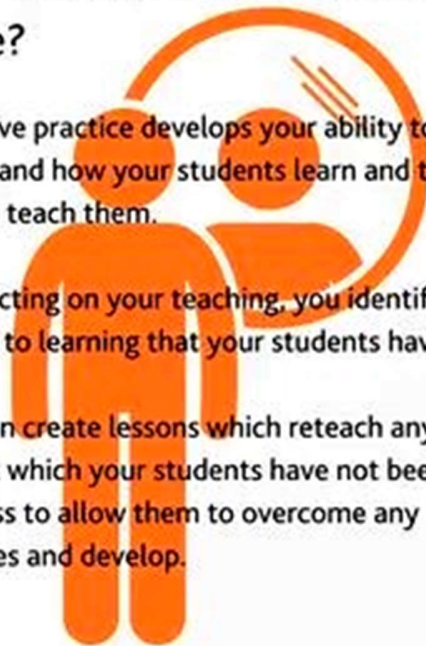 e?
ve practice develops your ability to
and how your students learn and t
teach them.
cting on your teaching, you identif
to learning that your students hav
n create lessons which reteach any
which your students have not bee
ss to allow them to overcome any
es and develop.